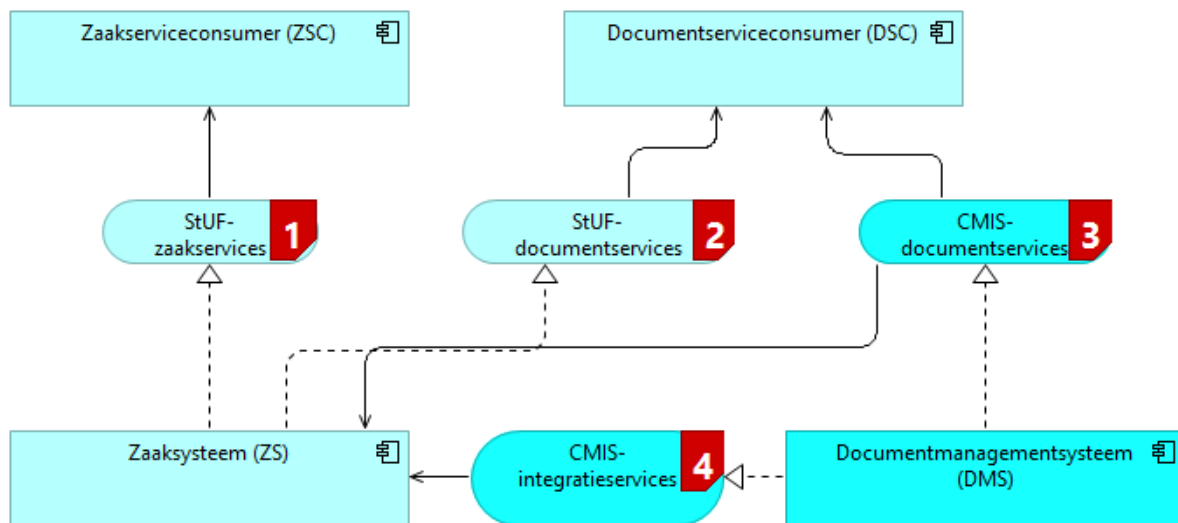 Zaakserviceconsumer (ZSC)
Documentserviceconsumer (DSC)
StUF-
zaakservices
1
StUF-
documentservices
2
CMIS-
documentservices
3
Zaaksysteem (ZS)
CMIS-
integratieservices
4
Documentmanagementsysteem
(DMS)